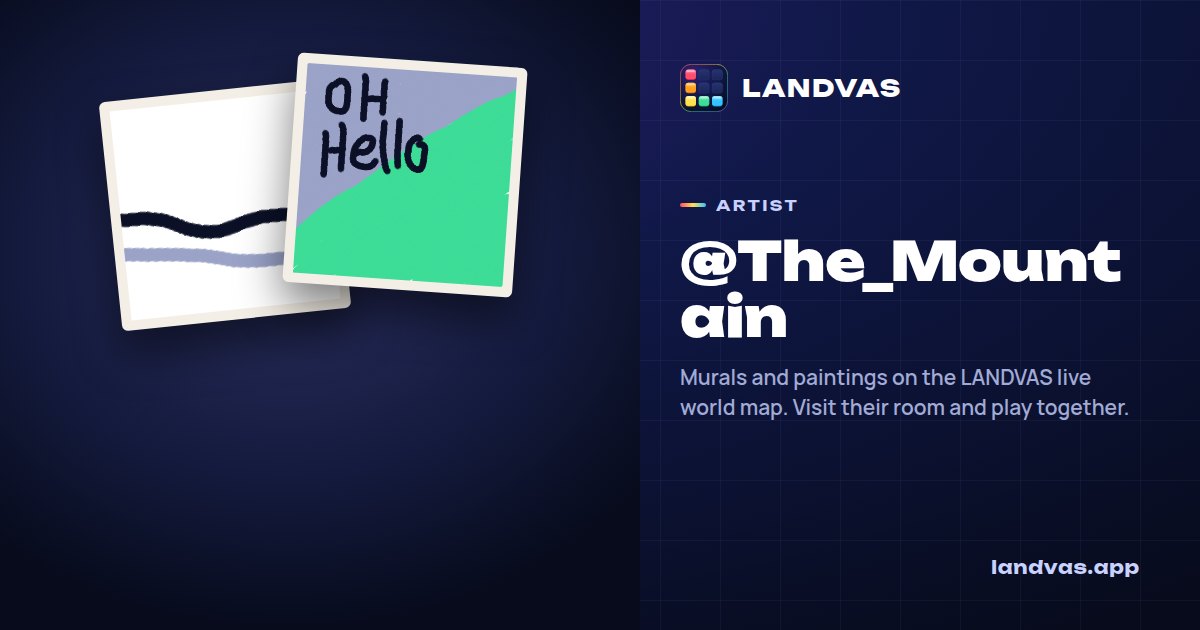 OH
Hello
LANDVAS
ARTIST
@The_Mount
ain
Murals and paintings on the LANDVAS live
world map. Visit their room and play together.
landvas.app